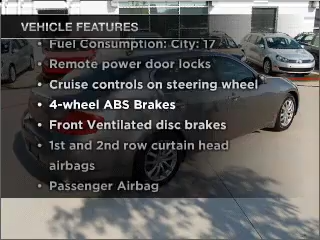 VEHICLE FEATURES
• Fuel Consumption: City: 17
• Remote power door locks
• Cruise controls on steering wheel
• 4-wheel ABS Brakes
• Front Ventilated disc brakes
• 1st and 2nd row curtain head
airbags
• Passenger Airbag